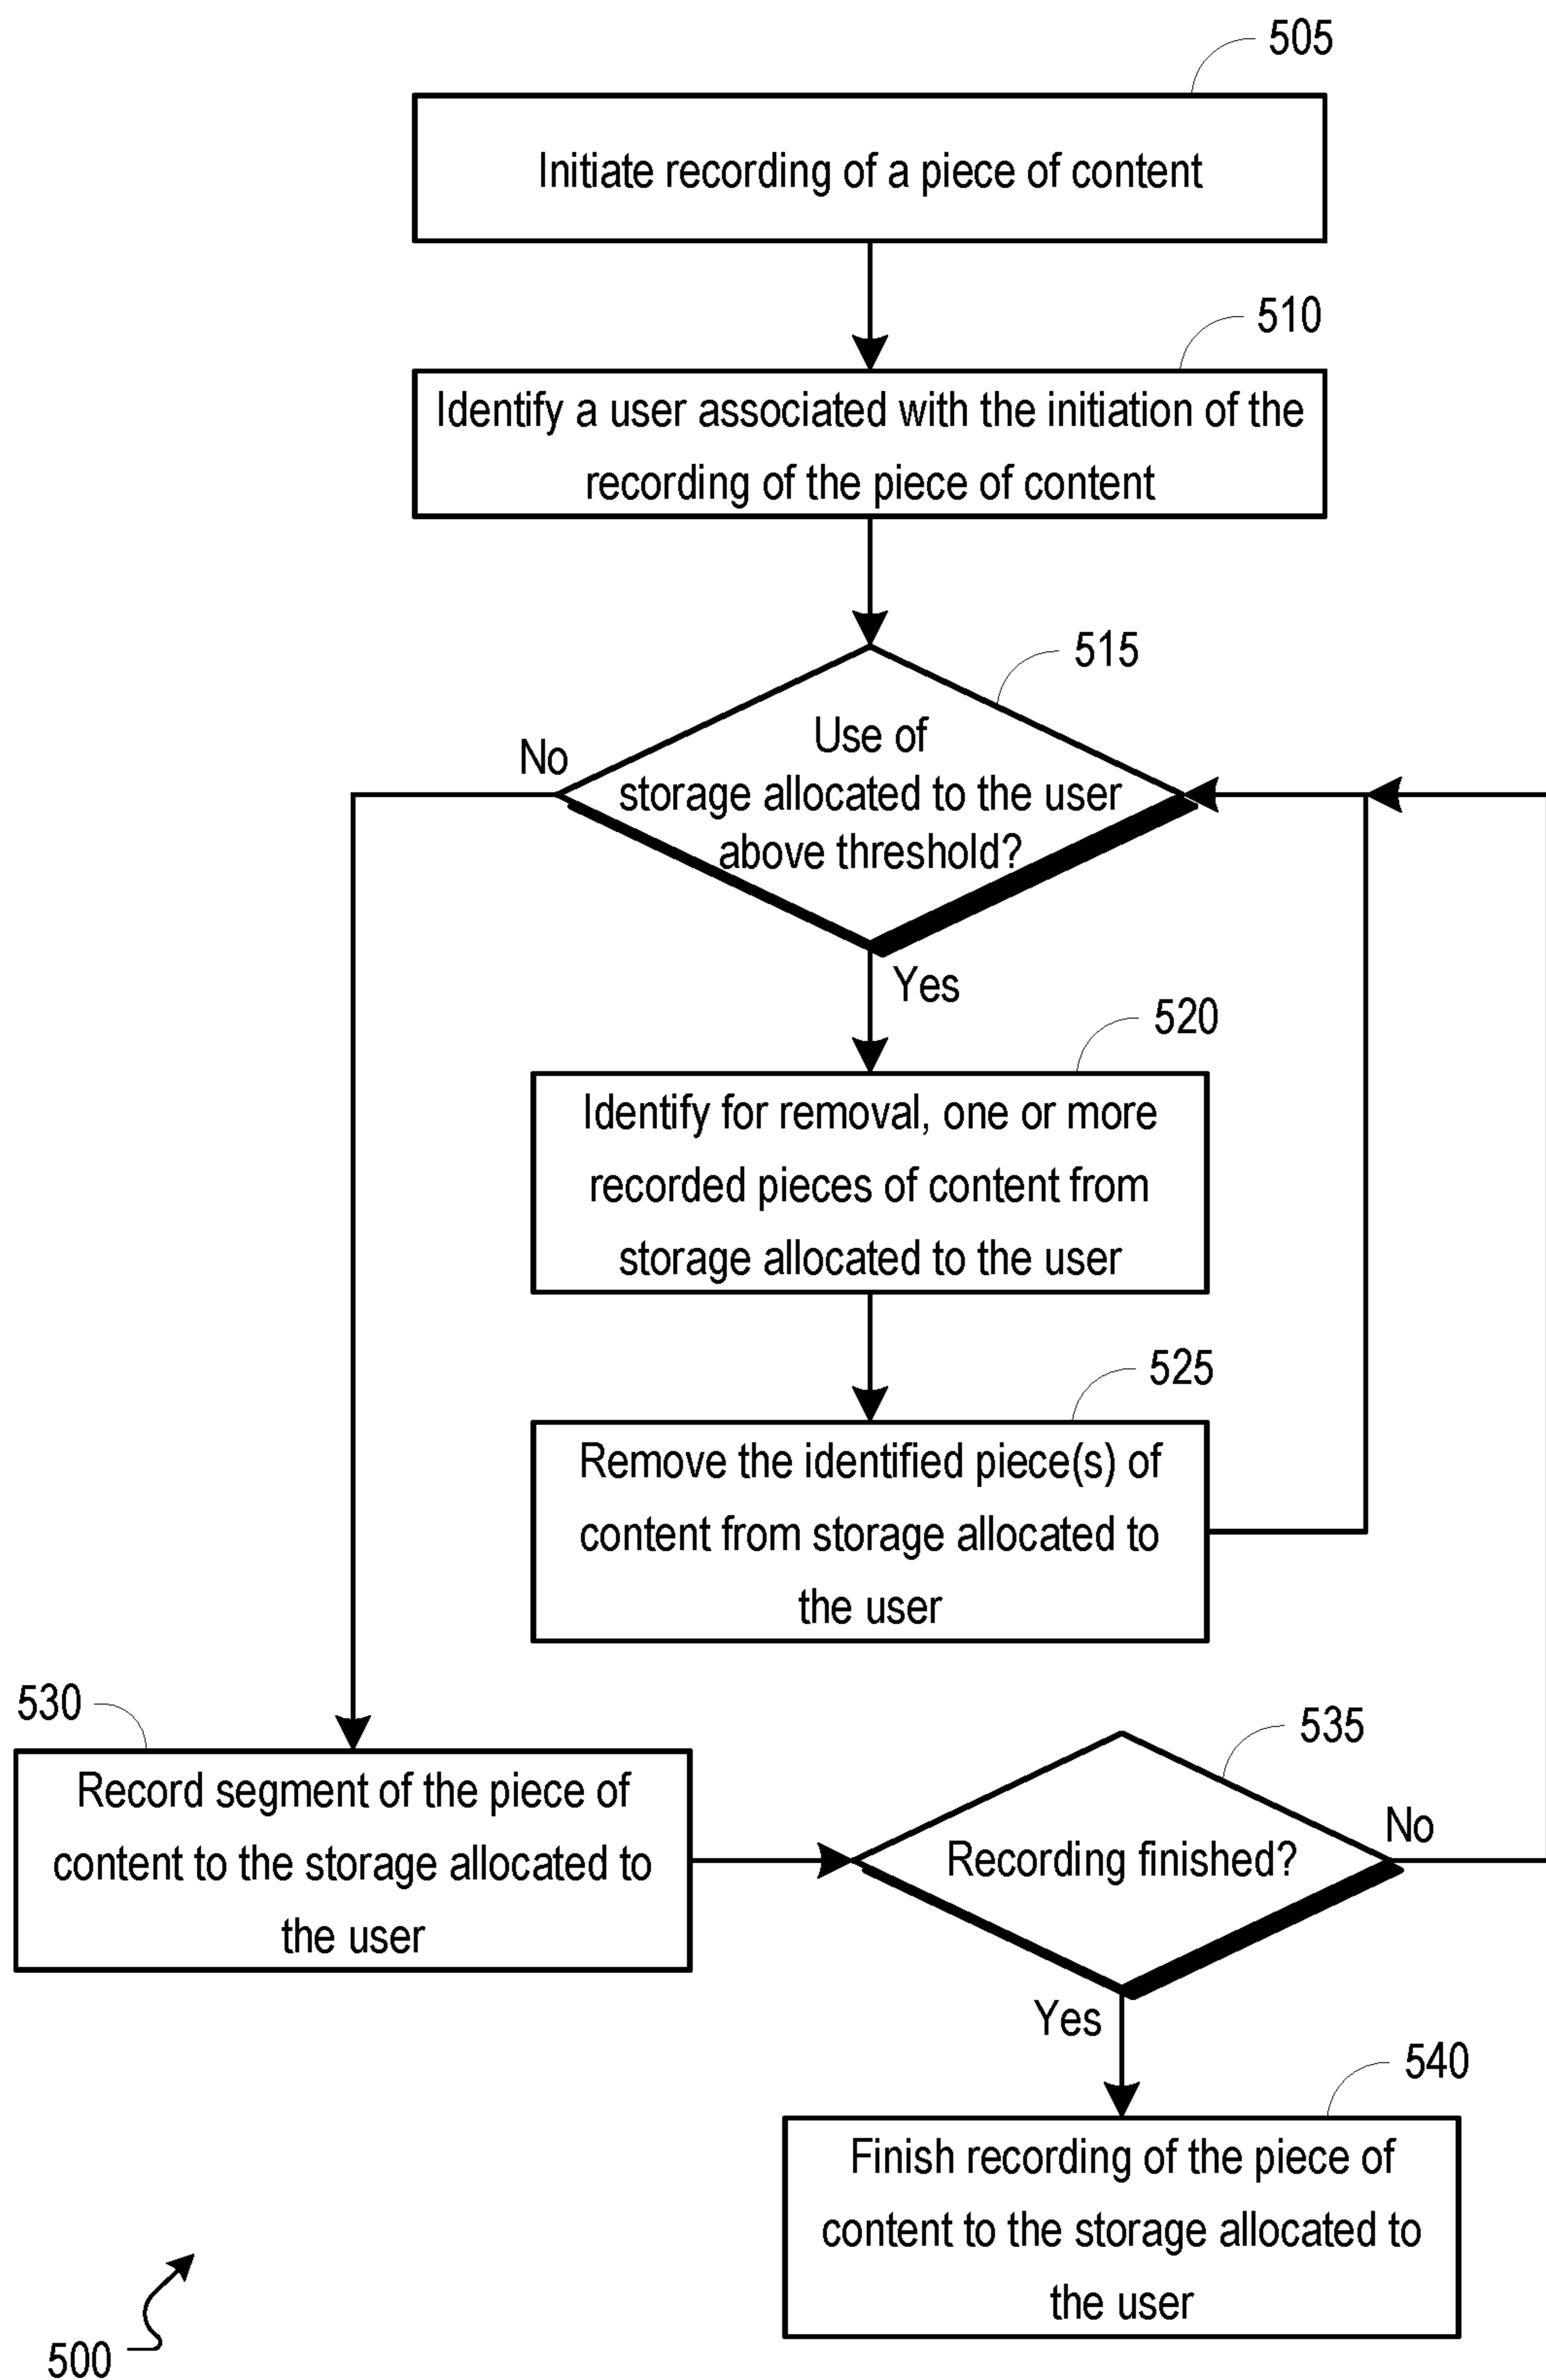 505
Initiate recording of a piece of content
510
Identify a user associated with the initiation of the
recording of the piece of content
515
Use of
storage allocated to the user
above threshold?
No
Yes
520
Identify for removal, one or more
recorded pieces of content from
storage allocated to the user
525
Remove the identified piece(s) of
content from storage allocated to
the user
530
Record segment of the piece of
content to the storage allocated to
the user
535
Recording finished?
No
Yes
540
Finish recording of the piece of
content to the storage allocated to
the user
500